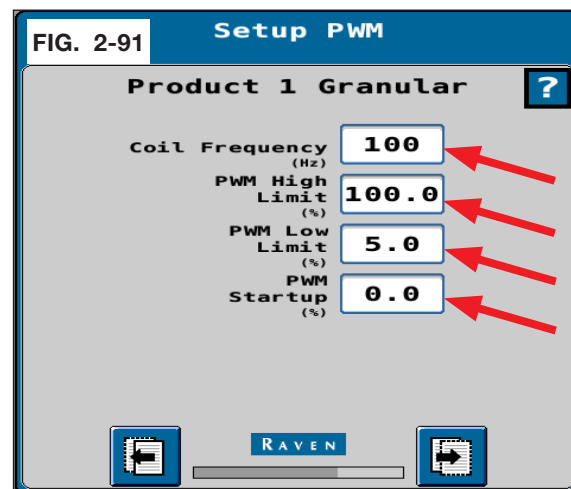 FIG. 2-91
Setup PWM
Product 1 Granular
?
Coil Frequency
(Hz)
100
PWM High
Limit
(%)
100.0
PWM Low
Limit
(%)
5.0
PWM
Startup
(%)
0.0
RAVEN